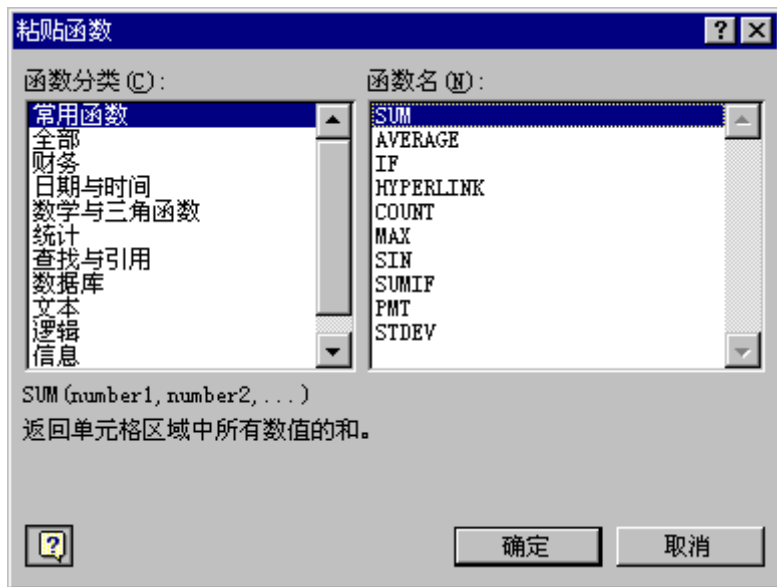 粘贴函数
函数分类(C):
常用函数
全部
财务
日期与时间
数学与三角函数
统计
查找与引用
数据库
文本
逻辑
信息
函数名(N):
SUM
AVERAGE
IF
HYPERLINK
COUNT
MAX
SIN
SUMIF
PMT
STDEV
SUM(number1,number2,...)
返回单元格区域中所有数值的和。
确定
取消